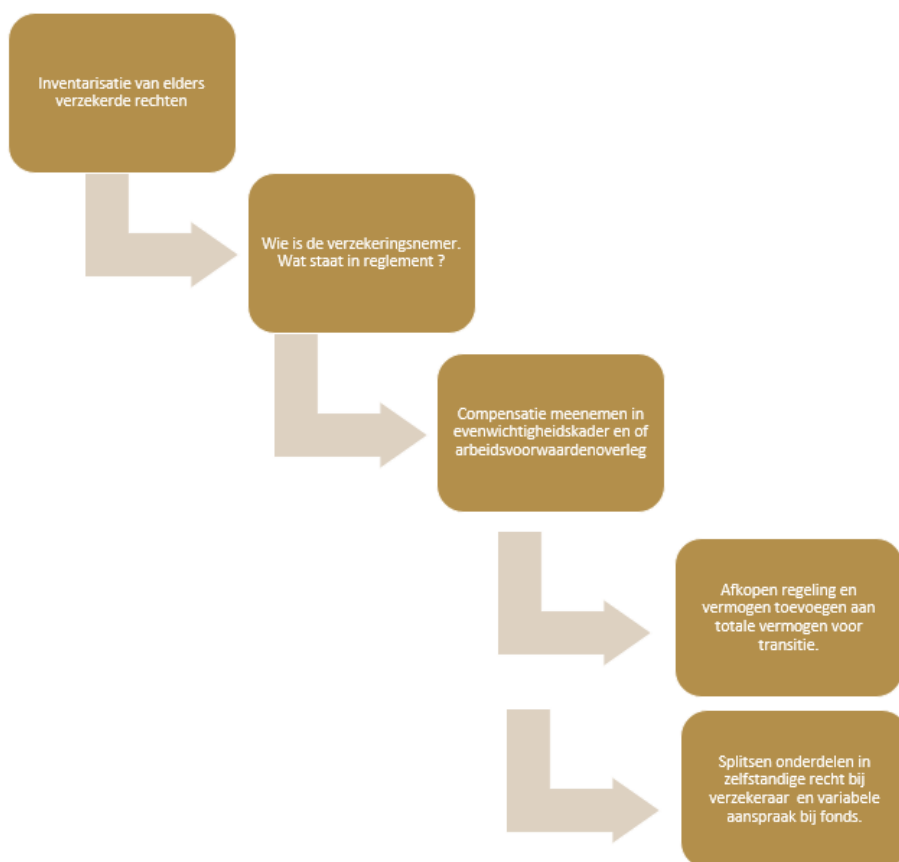 Inventarisatie van elders
verzekerde rechten
Wie is de verzekeringsnemer.
Wat staat in reglement ?
Compensatie meenemen in
evenwichtigheidskader en of
arbeidsvoorwaardenoverleg
Afkopen regeling en
vermogen toevoegen aan
totale vermogen voor
transitie.
Splitsen onderdelen in
zelfstandige recht bij
verzekeraar en variabele
aanspraak bij fonds.